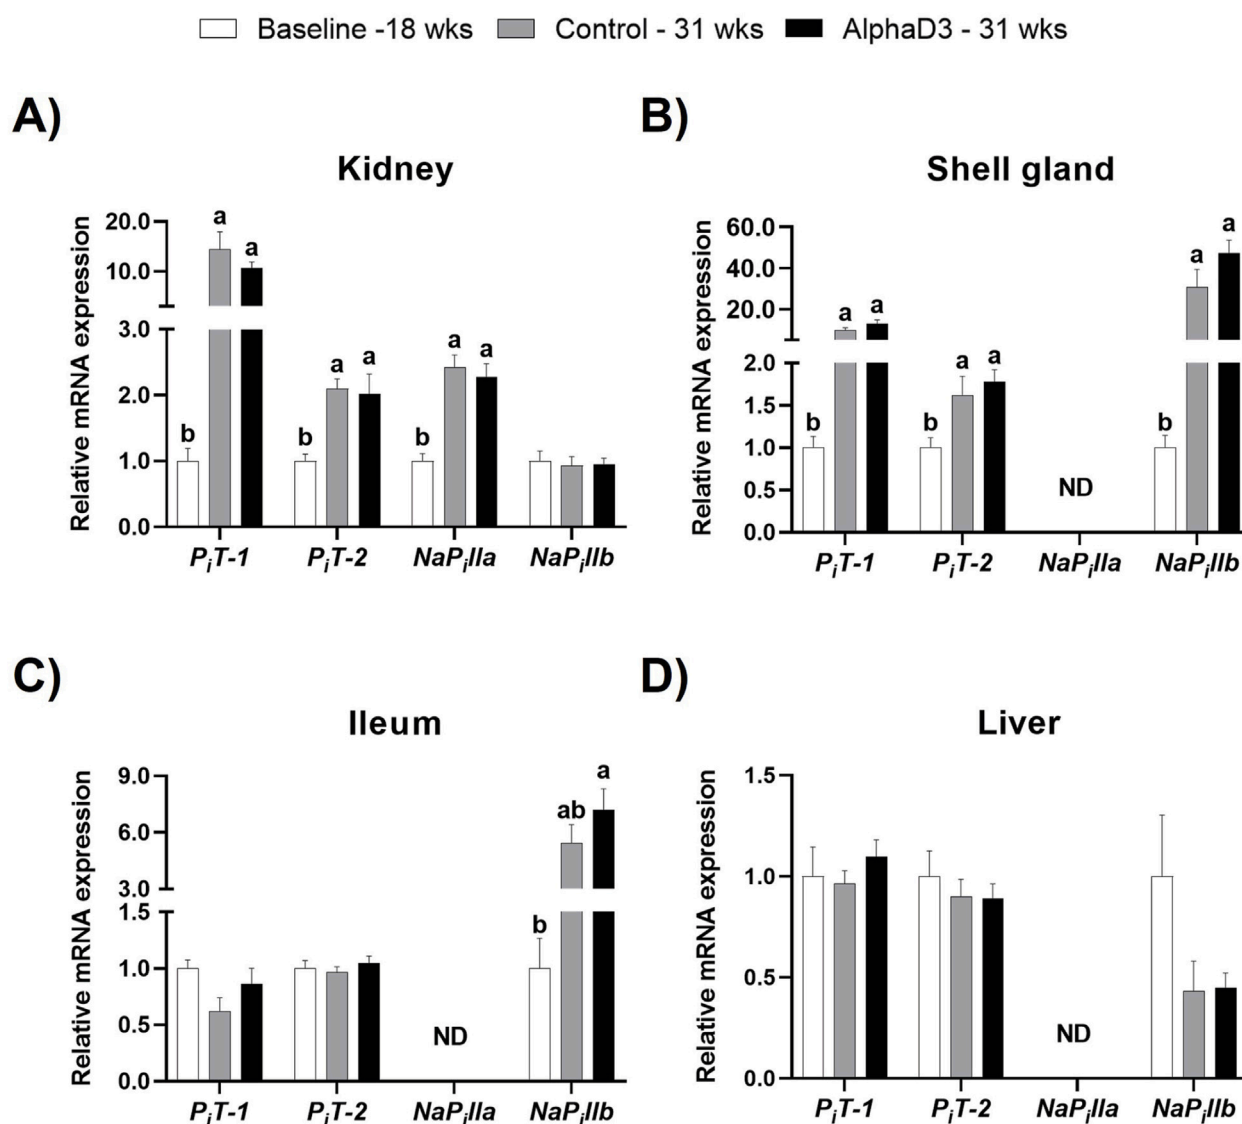 Baseline -18 wks Control - 31 wks AlphaD3 - 31 wks
A)
Kidney
Relative mRNA expression
20.0
10.0
3.0
2.0
1.0
0.0
b a a b a a b a a
PiT-1 PiT-2 NaPiIIa NaPiIIb
B)
Shell gland
Relative mRNA expression
60.0
40.0
20.0
2.0
1.5
1.0
0.5
0.0
b a a b a a ND b a a
PiT-1 PiT-2 NaPiIIa NaPiIIb
C)
Ileum
Relative mRNA expression
9.0
6.0
3.0
1.5
1.0
0.5
0.0
ND b ab a
PiT-1 PiT-2 NaPiIIa NaPiIIb
D)
Liver
Relative mRNA expression
1.5
1.0
0.5
0.0
ND
PiT-1 PiT-2 NaPiIIa NaPiIIb